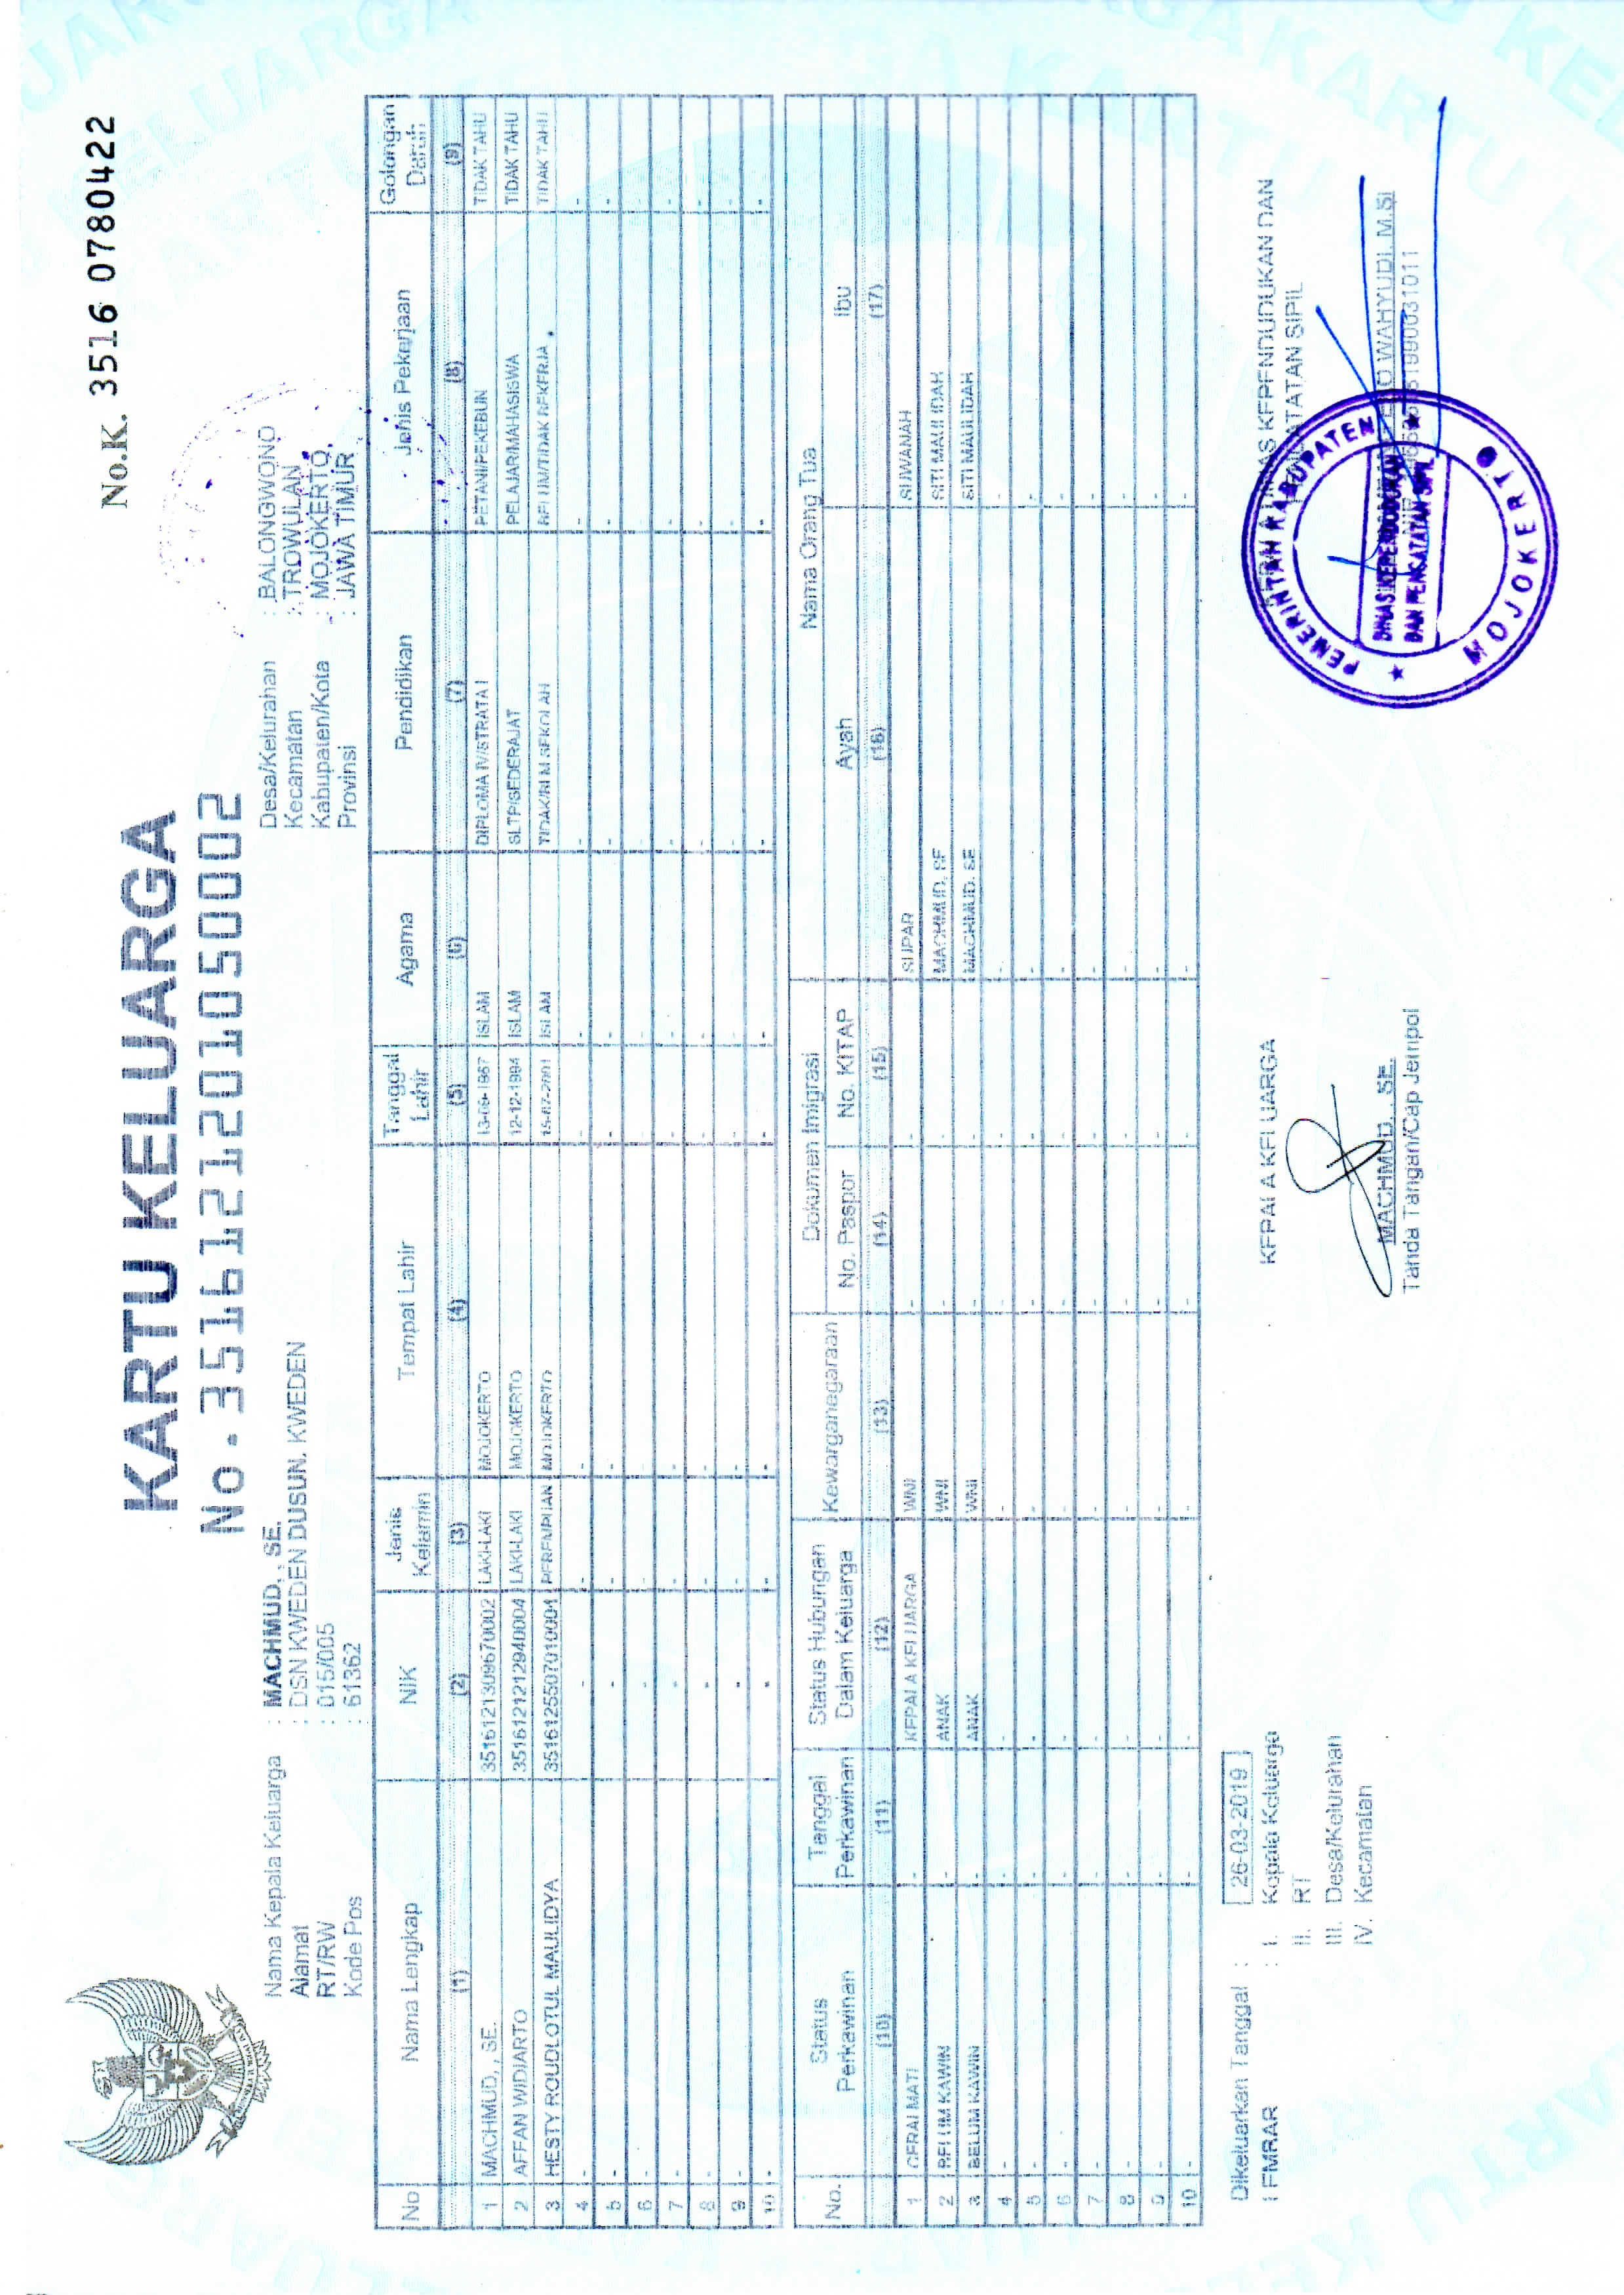 No.K. 3516 0780422
KARTU KELUARGA
No. 3516121201050002
Nama Kepala Keluarga : MACHMUD, , SE.
Alamat : DSN KWEDEN DUSUN. KWEDEN
RT/RW : 015/005
Kode Pos : 61362
Desa/Kelurahan : BALONGWONO
Kecamatan : TROWULAN
Kabupaten/Kota : MOJOKERTO
Provinsi : JAWA TIMUR
No Nama Lengkap NIK Jenis Kelamin Tempat Lahir Tanggal Lahir Agama Pendidikan Jenis Pekerjaan Golongan Darah
(1) (2) (3) (4) (5) (6) (7) (8) (9)
1 MACHMUD, , SE. 3516121309670002 LAKI-LAKI MOJOKERTO 13-09-1967 ISLAM DIPLOMA IV/STRATA I PETANI/PEKEBUN TIDAK TAHU
2 AFFAN WIDIARTO 3516121212940004 LAKI-LAKI MOJOKERTO 12-12-1994 ISLAM SLTP/SEDERAJAT PELAJAR/MAHASISWA TIDAK TAHU
3 HESTY ROUDLOTUL MAULIDYA 3516125507010001 PEREMPUAN MOJOKERTO 15-07-2001 ISLAM TIDAK/BLM SEKOLAH BELUM/TIDAK BEKERJA TIDAK TAHU
4 - - - - - - - - -
5 - - - - - - - - -
6 - - - - - - - - -
7 - - - - - - - - -
8 - - - - - - - - -
9 - - - - - - - - -
10 - - - - - - - - -
No. Status Perkawinan Tanggal Perkawinan Status Hubungan Dalam Keluarga Kewarganegaraan Dokumen Imigrasi Nama Orang Tua
No. Paspor No. KITAP Ayah Ibu
(10) (11) (12) (13) (14) (15) (16) (17)
1 CERAI MATI - KEPALA KELUARGA WNI - - SUPAR SUWANAH
2 BELUM KAWIN - ANAK WNI - - MACHMUD, SE SITI MAULIDAH
3 BELUM KAWIN - ANAK WNI - - MACHMUD, SE SITI MAULIDAH
4 - - - - - - - -
5 - - - - - - - -
6 - - - - - - - -
7 - - - - - - - -
8 - - - - - - - -
9 - - - - - - - -
10 - - - - - - - -
Dikeluarkan Tanggal : 26-03-2019
LEMBAR : I. Kepala Keluarga
II. RT
III. Desa/Kelurahan
IV. Kecamatan
KEPALA KELUARGA
MACHMUD, , SE.
Tanda Tangan/Cap Jempol
KEPENDUDUKAN DAN
PENCATATAN SIPIL
WAHYUDI, M.Si
PEMERINTAH KABUPATEN
DINAS KEPENDUDUKAN
DAN PENCATATAN SIPIL
MOJOKERTO